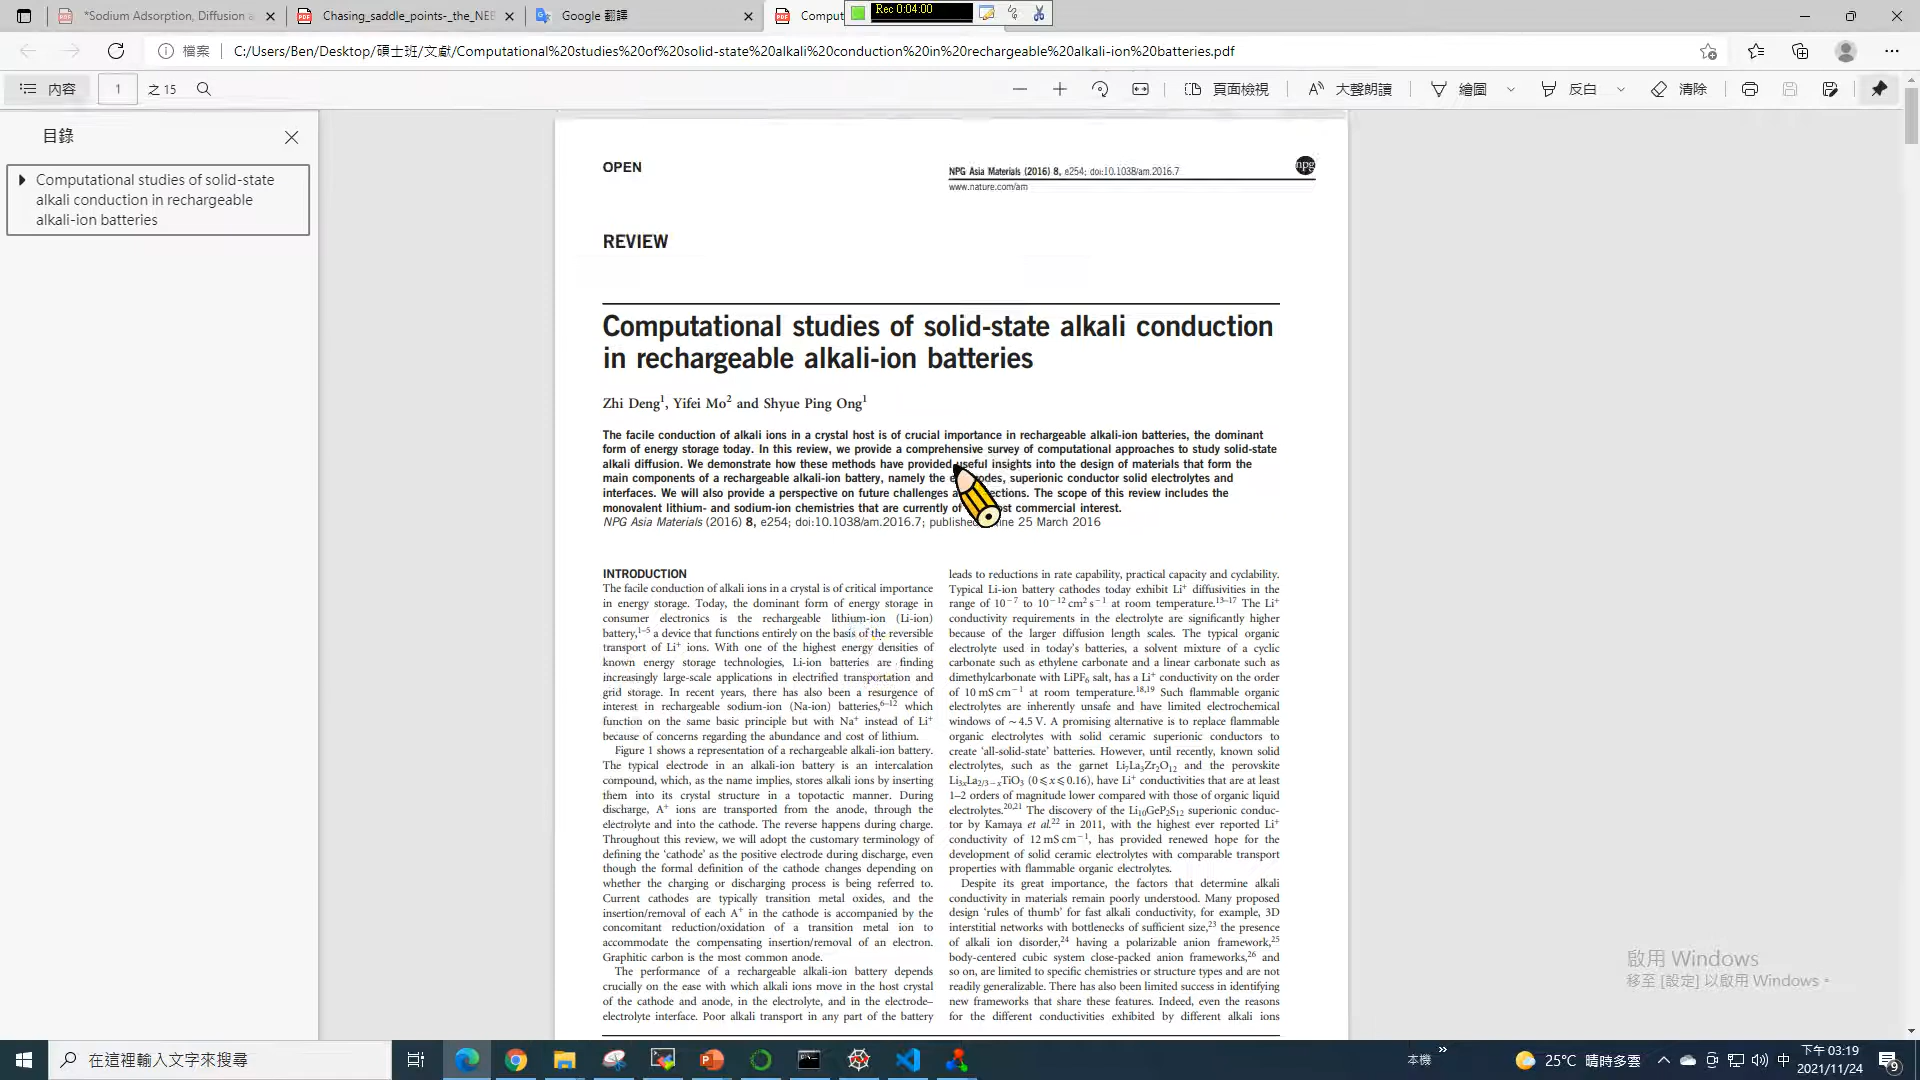 *Sodium Adsorption, Diffusion a
Chasing_saddle_points-_the_NEB
Google 翻譯
Comput
Rec 0:04:00
檔案
C:/Users/Ben/Desktop/碩士班/文獻/Computational%20studies%20of%20solid-state%20alkali%20conduction%20in%20rechargeable%20alkali-ion%20batteries.pdf
內容
1
之 15
頁面檢視
大聲朗讀
繪圖
反白
清除
目錄
Computational studies of solid-state
alkali conduction in rechargeable
alkali-ion batteries
OPEN
NPG Asia Materials (2016) 8, e254; doi:10.1038/am.2016.7
www.nature.com/am
npg
REVIEW
Computational studies of solid-state alkali conduction
in rechargeable alkali-ion batteries
Zhi Deng1, Yifei Mo2 and Shyue Ping Ong1
The facile conduction of alkali ions in a crystal host is of crucial importance in rechargeable alkali-ion batteries, the dominant
form of energy storage today. In this review, we provide a comprehensive survey of computational approaches to study solid-state
alkali diffusion. We demonstrate how these methods have provided useful insights into the design of materials that form the
main components of a rechargeable alkali-ion battery, namely the , superionic conductor solid electrolytes and
interfaces. We will also provide a perspective on future challenges . The scope of this review includes the
monovalent lithium- and sodium-ion chemistries that are currently of commercial interest.
NPG Asia Materials (2016) 8, e254; doi:10.1038/am.2016.7; 25 March 2016
INTRODUCTION
The facile conduction of alkali ions in a crystal is of critical importance
in energy storage. Today, the dominant form of energy storage in
consumer electronics is the rechargeable lithium-ion (Li-ion)
battery,1–5 a device that functions entirely on the basis of the reversible
transport of Li+ ions. With one of the highest energy densities of
known energy storage technologies, Li-ion batteries are finding
increasingly large-scale applications in electrified transportation and
grid storage. In recent years, there has also been a resurgence of
interest in rechargeable sodium-ion (Na-ion) batteries,6–12 which
function on the same basic principle but with Na+ instead of Li+
because of concerns regarding the abundance and cost of lithium.
Figure 1 shows a representation of a rechargeable alkali-ion battery.
The typical electrode in an alkali-ion battery is an intercalation
compound, which, as the name implies, stores alkali ions by inserting
them into its crystal structure in a topotactic manner. During
discharge, A+ ions are transported from the anode, through the
electrolyte and into the cathode. The reverse happens during charge.
Throughout this review, we will adopt the customary terminology of
defining the ‘cathode’ as the positive electrode during discharge, even
though the formal definition of the cathode changes depending on
whether the charging or discharging process is being referred to.
Current cathodes are typically transition metal oxides, and the
insertion/removal of each A+ in the cathode is accompanied by the
concomitant reduction/oxidation of a transition metal ion to
accommodate the compensating insertion/removal of an electron.
Graphitic carbon is the most common anode.
The performance of a rechargeable alkali-ion battery depends
crucially on the ease with which alkali ions move in the host crystal
of the cathode and anode, in the electrolyte, and in the electrode–
electrolyte interface. Poor alkali transport in any part of the battery
leads to reductions in rate capability, practical capacity and cyclability.
Typical Li-ion battery cathodes today exhibit Li+ diffusivities in the
range of 10−7 to 10−12 cm2 s−1 at room temperature.13–17 The Li+
conductivity requirements in the electrolyte are significantly higher
because of the larger diffusion length scales. The typical organic
electrolyte used in today’s batteries, a solvent mixture of a cyclic
carbonate such as ethylene carbonate and a linear carbonate such as
dimethylcarbonate with LiPF6 salt, has a Li+ conductivity on the order
of 10 mS cm−1 at room temperature.18,19 Such flammable organic
electrolytes are inherently unsafe and have limited electrochemical
windows of ~4.5 V. A promising alternative is to replace flammable
organic electrolytes with solid ceramic superionic conductors to
create ‘all-solid-state’ batteries. However, until recently, known solid
electrolytes, such as the garnet Li7La3Zr2O12 and the perovskite
Li3xLa2/3−xTiO3 (0⩽x⩽0.16), have Li+ conductivities that are at least
1–2 orders of magnitude lower compared with those of organic liquid
electrolytes.20,21 The discovery of the Li10GeP2S12 superionic conduc-
tor by Kamaya et al.22 in 2011, with the highest ever reported Li+
conductivity of 12 mS cm−1, has provided renewed hope for the
development of solid ceramic electrolytes with comparable transport
properties with flammable organic electrolytes.
Despite its great importance, the factors that determine alkali
conductivity in materials remain poorly understood. Many proposed
design ‘rules of thumb’ for fast alkali conductivity, for example, 3D
interstitial networks with bottlenecks of sufficient size,23 the presence
of alkali ion disorder,24 having a polarizable anion framework,25
body-centered cubic system close-packed anion frameworks,26 and
so on, are limited to specific chemistries or structure types and are not
readily generalizable. There has also been limited success in identifying
new frameworks that share these features. Indeed, even the reasons
for the different conductivities exhibited by different alkali ions
啟用 Windows
移至 [設定] 以啟用 Windows。
在這裡輸入文字來搜尋
本機
25°C 晴時多雲
中
下午 03:19
2021/11/24
9